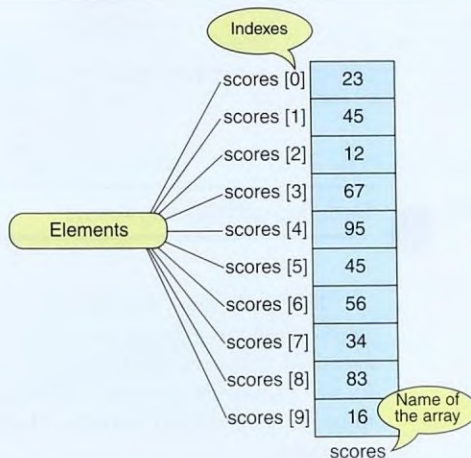 Indexes
scores [0] 23
scores [1] 45
scores [2] 12
scores [3] 67
Elements
scores [4] 95
scores [5] 45
scores [6] 56
scores [7] 34
scores [8] 83
scores [9] 16
Name of
the array
scores